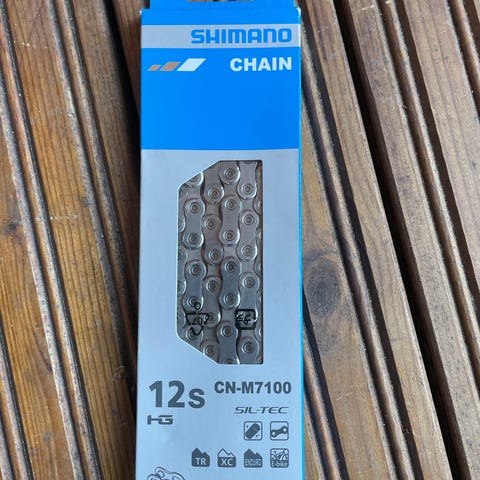 SHIMANO
CHAIN
12s CN-M7100
HG SIL-TEC
TR XC ENDURO E-bike